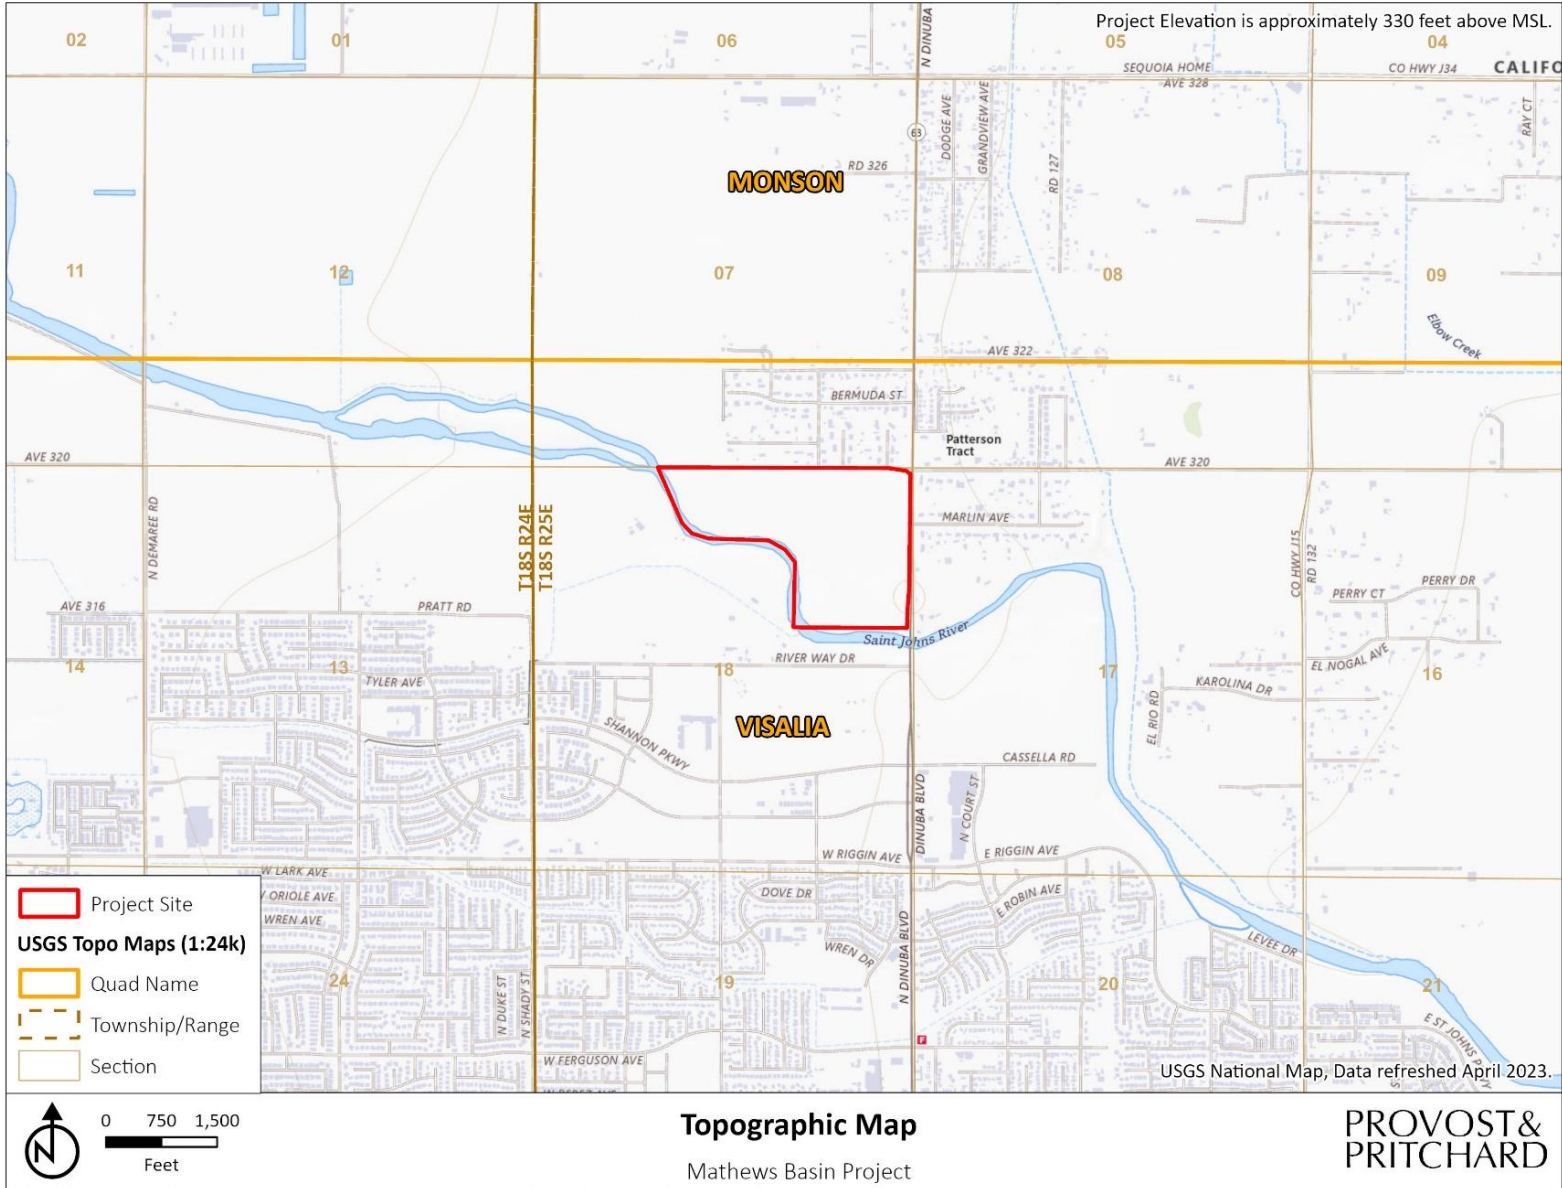 Project Elevation is approximately 330 feet above MSL.
02
01
06
N DINUBA
05
04
SEQUOIA HOME
AVE 328
CO HWY J34
CALIFO
63
DODGE AVE
GRANDVIEW AVE
RD 127
RAY CT
RD 326
MONSON
11
12
07
08
09
Elbow Creek
AVE 322
BERMUDA ST
Patterson
Tract
AVE 320
AVE 320
N DEMAREE RD
T18S R24E
T18S R25E
MARLIN AVE
CO HWY J15
RD 132
PERRY DR
PERRY CT
AVE 316
PRATT RD
Saint Johns River
RIVER WAY DR
EL NOGAL AVE
14
13
18
17
16
TYLER AVE
KAROLINA DR
EL RIO RD
SHANNON PKWY
VISALIA
CASSELLA RD
DINUBA BLVD
N COURT ST
W RIGGIN AVE
E RIGGIN AVE
W LARK AVE
ORIOLE AVE
WREN AVE
DOVE DR
E ROBIN AVE
WREN DR
N DINUBA BLVD
LEVEE DR
24
19
20
21
N DUKE ST
N SHADY ST
E ST JOHNS PKWY
F
W FERGUSON AVE
USGS National Map, Data refreshed April 2023.
Project Site
USGS Topo Maps (1:24k)
Quad Name
Township/Range
Section
N
0 750 1,500
Feet
Topographic Map
Mathews Basin Project
PROVOST&
PRITCHARD